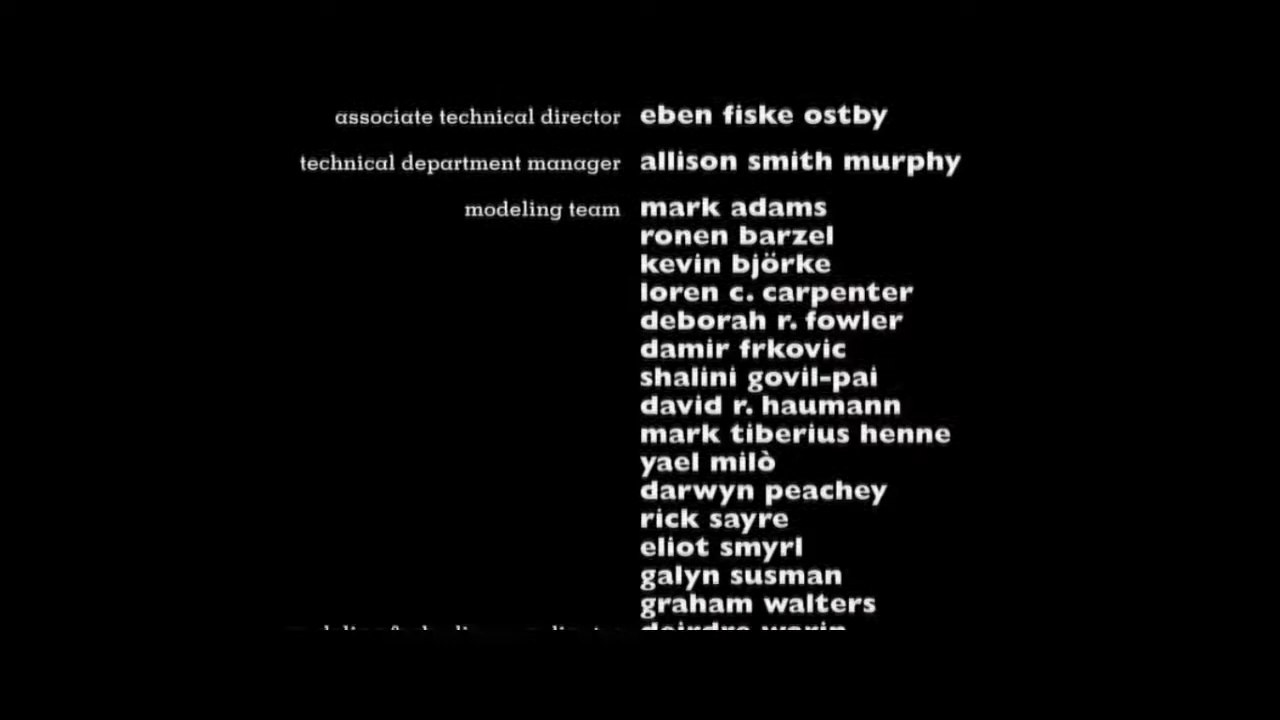 associate technical director eben fiske ostby
technical department manager allison smith murphy
modeling team mark adams
ronen barzel
kevin björke
loren c. carpenter
deborah r. fowler
damir frkovic
shalini govil-pai
david r. haumann
mark tiberius henne
yael milò
darwyn peachey
rick sayre
eliot smyrl
galyn susman
graham walters
deirdre warin